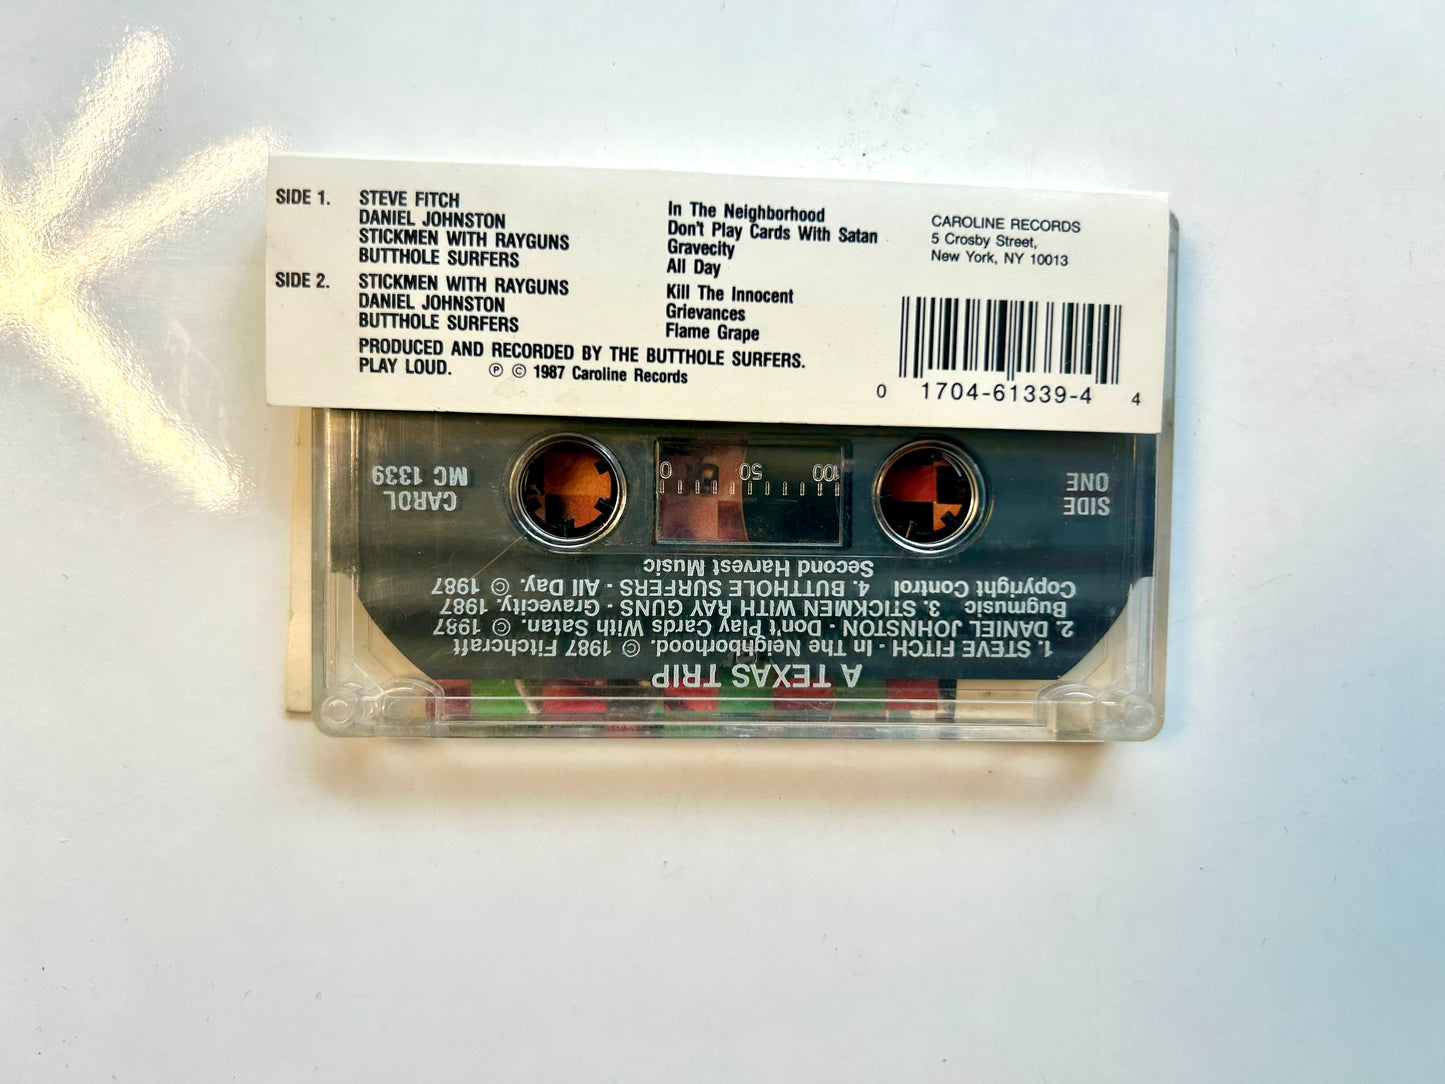 SIDE 1. STEVE FITCH In The Neighborhood
DANIEL JOHNSTON Don't Play Cards With Satan
STICKMEN WITH RAYGUNS Gravecity
BUTTHOLE SURFERS All Day
SIDE 2. STICKMEN WITH RAYGUNS Kill The Innocent
DANIEL JOHNSTON Grievances
BUTTHOLE SURFERS Flame Grape
PRODUCED AND RECORDED BY THE BUTTHOLE SURFERS.
PLAY LOUD. ℗ © 1987 Caroline Records
CAROLINE RECORDS
5 Crosby Street,
New York, NY 10013
0 1704-61339-4 4
A TEXAS TRIP
1. STEVE FITCH - In The Neighborhood. © 1987 Fitchcraft
2. DANIEL JOHNSTON - Don't Play Cards With Satan. © 1987
Bugmusic 3. STICKMEN WITH RAY GUNS - Gravecity. 1987
Copyright Control 4. BUTTHOLE SURFERS - All Day. © 1987
Second Harvest Music
SIDE
ONE
100 50 0
CAROL
MC 1339